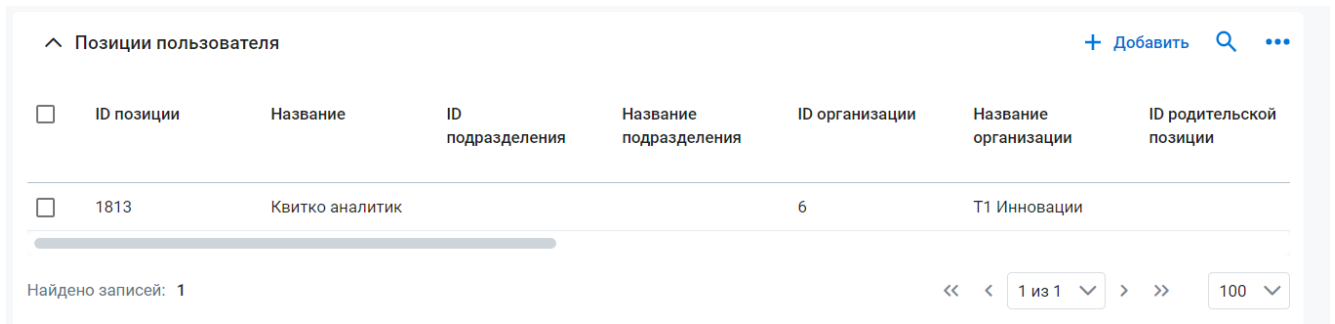 Позиции пользователя
Добавить
ID позиции Название ID подразделения Название подразделения ID организации Название организации ID родительской позиции
1813 Квитко аналитик 6 Т1 Инновации
Найдено записей: 1
1 из 1 100